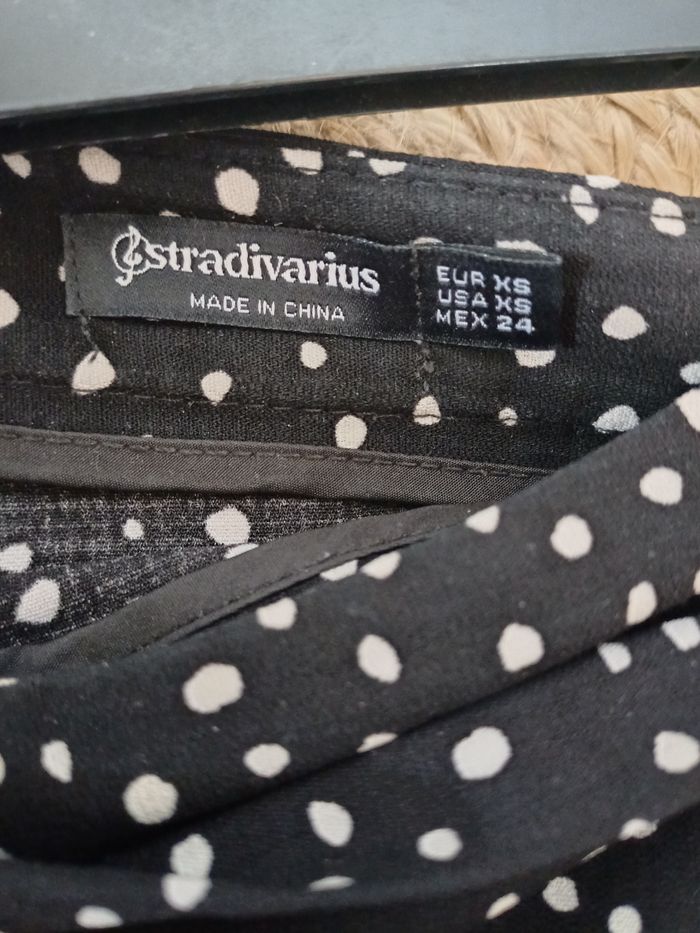 stradivarius
MADE IN CHINA
EUR XS
USA XS
MEX 24